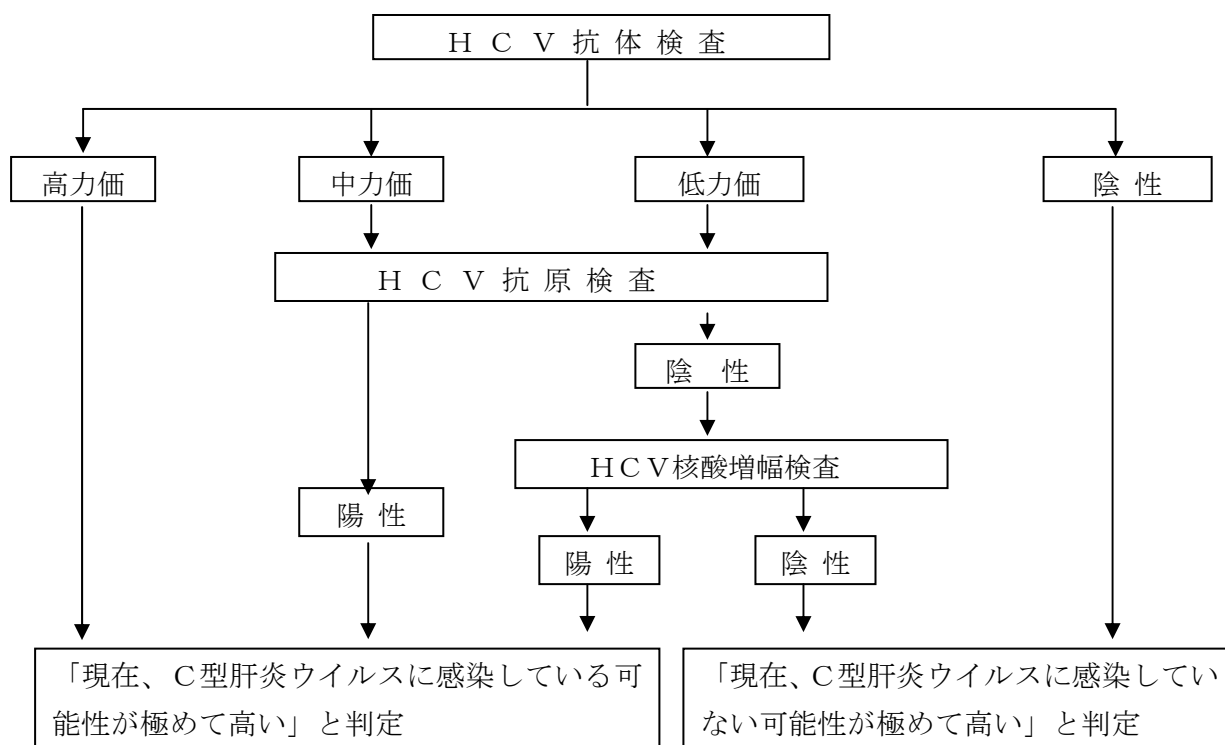 ＨＣＶ抗体検査
高力価
中力価
低力価
陰性
ＨＣＶ抗原検査
陰性
ＨＣＶ核酸増幅検査
陽性
陽性
陰性
「現在、Ｃ型肝炎ウイルスに感染している可
能性が極めて高い」と判定
「現在、Ｃ型肝炎ウイルスに感染してい
ない可能性が極めて高い」と判定